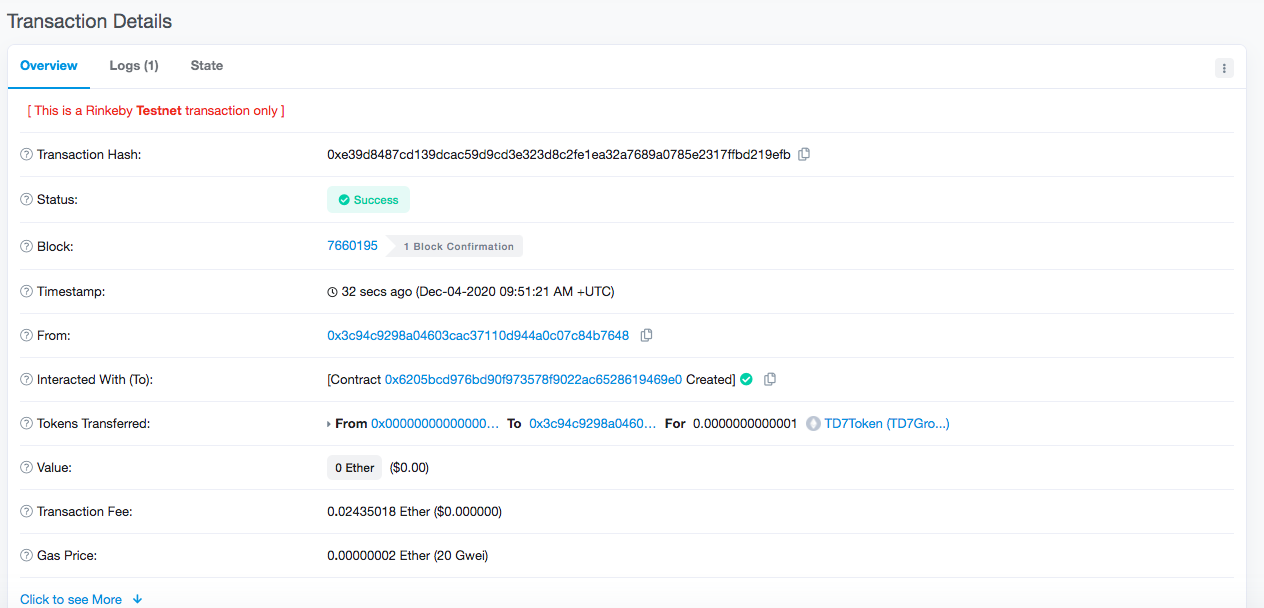 Transaction Details
Overview Logs (1) State
[ This is a Rinkeby Testnet transaction only ]
Transaction Hash: 0xe39d8487cd139dcac59d9cd3e323d8c2fe1ea32a7689a0785e2317ffbd219efb
Status: Success
Block: 7660195 1 Block Confirmation
Timestamp: 32 secs ago (Dec-04-2020 09:51:21 AM +UTC)
From: 0x3c94c9298a04603cac37110d944a0c07c84b7648
Interacted With (To): [Contract 0x6205bcd976bd90f973578f9022ac6528619469e0 Created]
Tokens Transferred: From 0x00000000000000… To 0x3c94c9298a0460… For 0.0000000000001 TD7Token (TD7Gro...)
Value: 0 Ether ($0.00)
Transaction Fee: 0.02435018 Ether ($0.000000)
Gas Price: 0.00000002 Ether (20 Gwei)
Click to see More